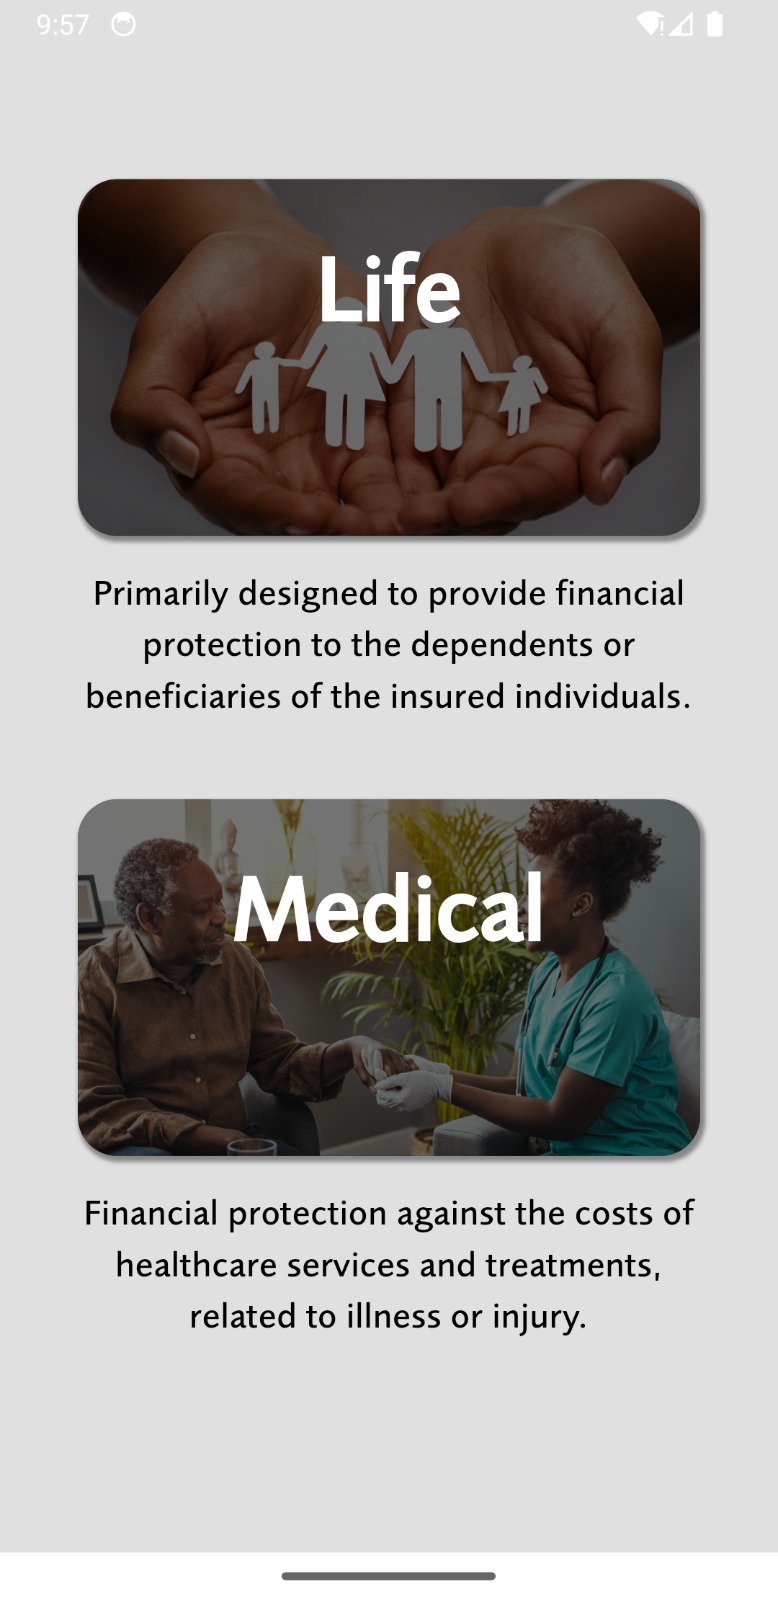 9:57
Life
Primarily designed to provide financial
protection to the dependents or
beneficiaries of the insured individuals.
Medical
Financial protection against the costs of
healthcare services and treatments,
related to illness or injury.